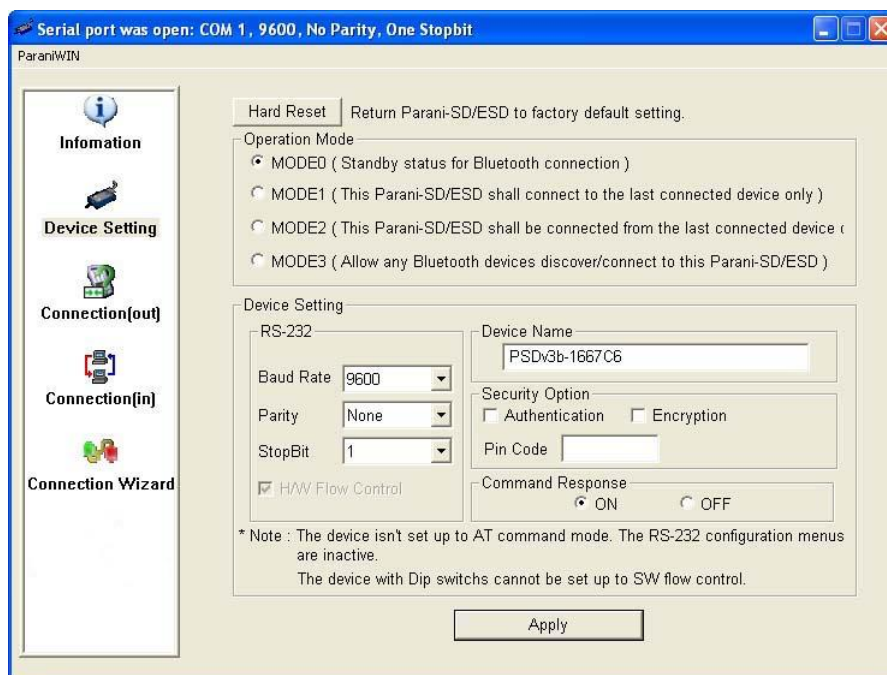 Serial port was open: COM 1, 9600, No Parity, One Stopbit
ParaniWIN
Infomation
Device Setting
Connection(out)
Connection(in)
Connection Wizard
Hard Reset Return Parani-SD/ESD to factory default setting.
Operation Mode
MODE0 ( Standby status for Bluetooth connection )
MODE1 ( This Parani-SD/ESD shall connect to the last connected device only )
MODE2 ( This Parani-SD/ESD shall be connected from the last connected device
MODE3 ( Allow any Bluetooth devices discover/connect to this Parani-SD/ESD )
Device Setting
RS-232
Baud Rate 9600
Parity None
StopBit 1
H/W Flow Control
Device Name
PSDv3b-1667C6
Security Option
Authentication Encryption
Pin Code
Command Response
ON OFF
* Note : The device isn't set up to AT command mode. The RS-232 configuration menus
are inactive.
The device with Dip switchs cannot be set up to SW flow control.
Apply